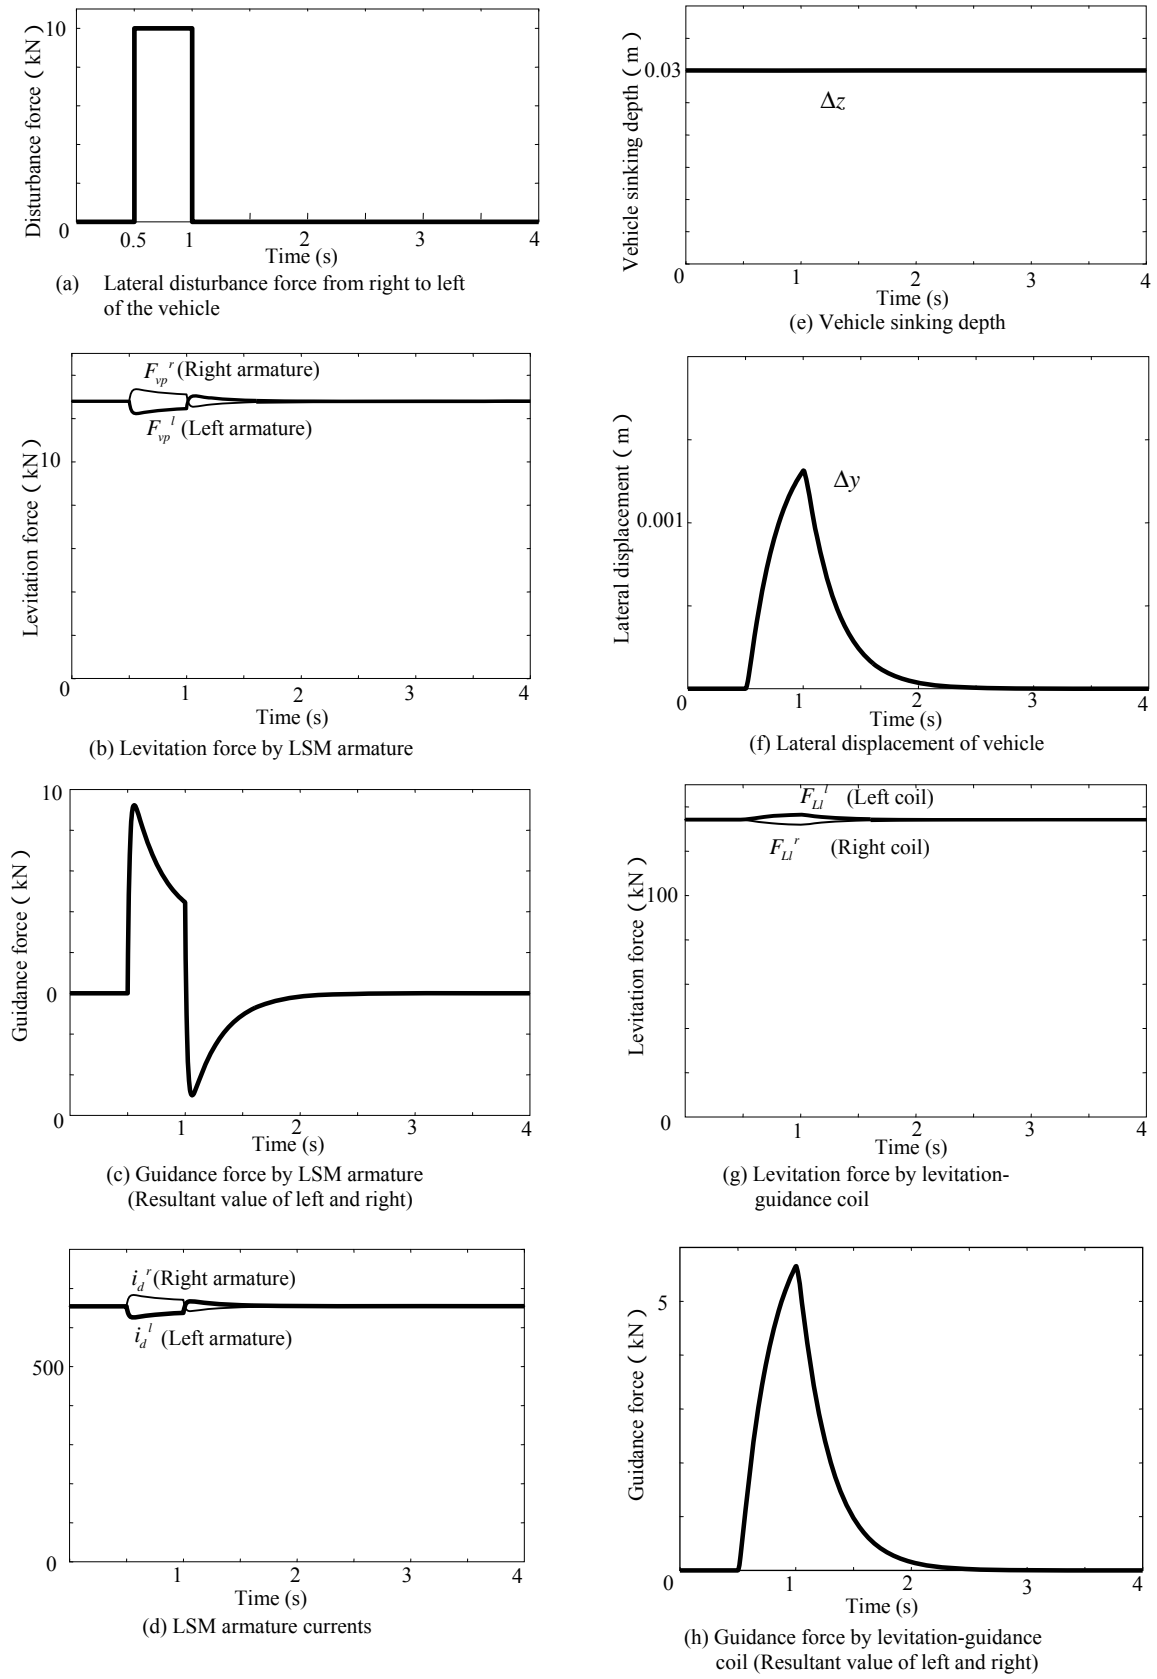 Disturbance force ( kN )
10
0
0.5
1
2
3
4
Time (s)
(a) Lateral disturbance force from right to left
of the vehicle
Levitation force ( kN )
F_vp^r (Right armature)
F_vp^l (Left armature)
10
0
1
2
3
4
Time (s)
(b) Levitation force by LSM armature
Guidance force ( kN )
10
0
0
1
2
3
4
Time (s)
(c) Guidance force by LSM armature
(Resultant value of left and right)
i_d^r (Right armature)
i_d^l (Left armature)
500
0
1
2
3
4
Time (s)
(d) LSM armature currents
Vehicle sinking depth ( m )
0.03
Δz
0
1
2
3
4
Time (s)
(e) Vehicle sinking depth
Lateral displacement ( m )
Δy
0.001
0
1
2
3
4
Time (s)
(f) Lateral displacement of vehicle
Levitation force ( kN )
F_Ll^l (Left coil)
F_Ll^r (Right coil)
100
0
1
2
3
4
Time (s)
(g) Levitation force by levitation-
guidance coil
Guidance force ( kN )
5
0
1
2
3
4
Time (s)
(h) Guidance force by levitation-guidance
coil (Resultant value of left and right)